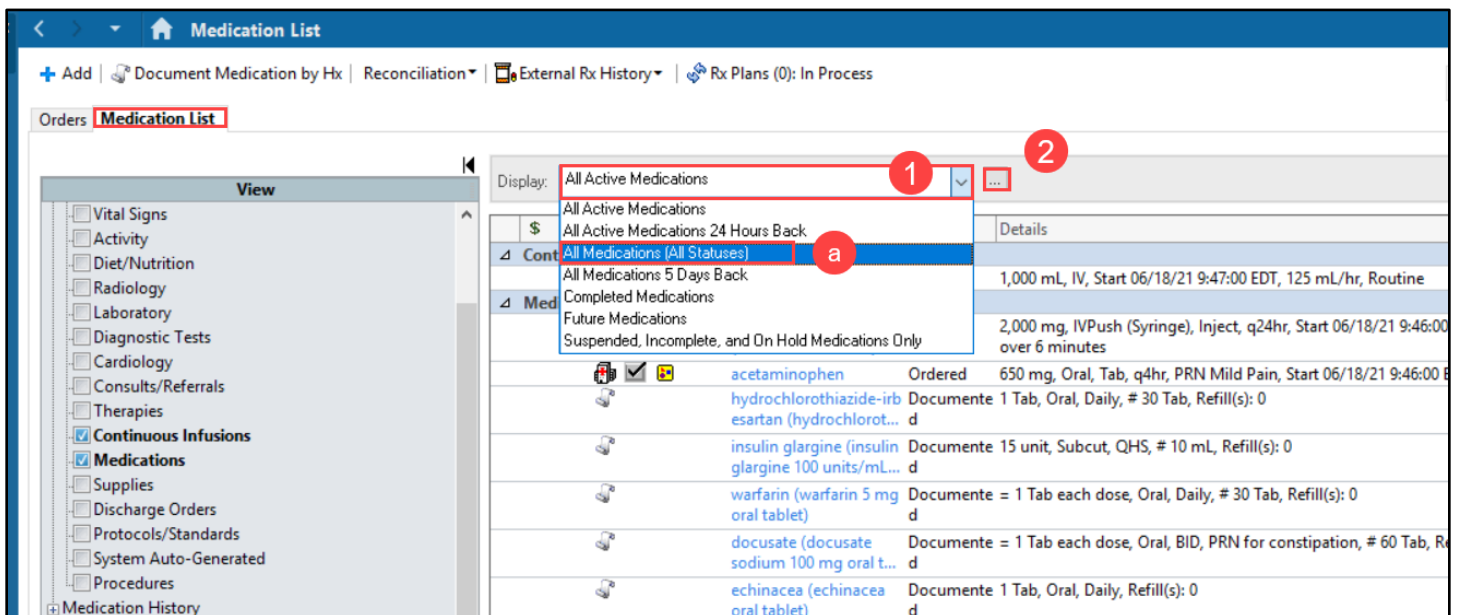 Medication List
+ Add | Document Medication by Hx | Reconciliation | External Rx History | Rx Plans (0): In Process
Orders Medication List
View
Vital Signs
Activity
Diet/Nutrition
Radiology
Laboratory
Diagnostic Tests
Cardiology
Consults/Referrals
Therapies
Continuous Infusions
Medications
Supplies
Discharge Orders
Protocols/Standards
System Auto-Generated
Procedures
Medication History
Display: All Active Medications 1 ... 2
All Active Medications
All Active Medications 24 Hours Back
All Medications (All Statuses) a
All Medications 5 Days Back
Completed Medications
Future Medications
Suspended, Incomplete, and On Hold Medications Only
$ Details
Cont
1,000 mL, IV, Start 06/18/21 9:47:00 EDT, 125 mL/hr, Routine
Med
2,000 mg, IVPush (Syringe), Inject, q24hr, Start 06/18/21 9:46:00
over 6 minutes
acetaminophen Ordered 650 mg, Oral, Tab, q4hr, PRN Mild Pain, Start 06/18/21 9:46:00 E
hydrochlorothiazide-irb Documente 1 Tab, Oral, Daily, # 30 Tab, Refill(s): 0
esartan (hydrochlorot... d
insulin glargine (insulin Documente 15 unit, Subcut, QHS, # 10 mL, Refill(s): 0
glargine 100 units/mL... d
warfarin (warfarin 5 mg Documente = 1 Tab each dose, Oral, Daily, # 30 Tab, Refill(s): 0
oral tablet) d
docusate (docusate Documente = 1 Tab each dose, Oral, BID, PRN for constipation, # 60 Tab, Re
sodium 100 mg oral t... d
echinacea (echinacea Documente 1 Tab, Oral, Daily, Refill(s): 0
oral tablet) d